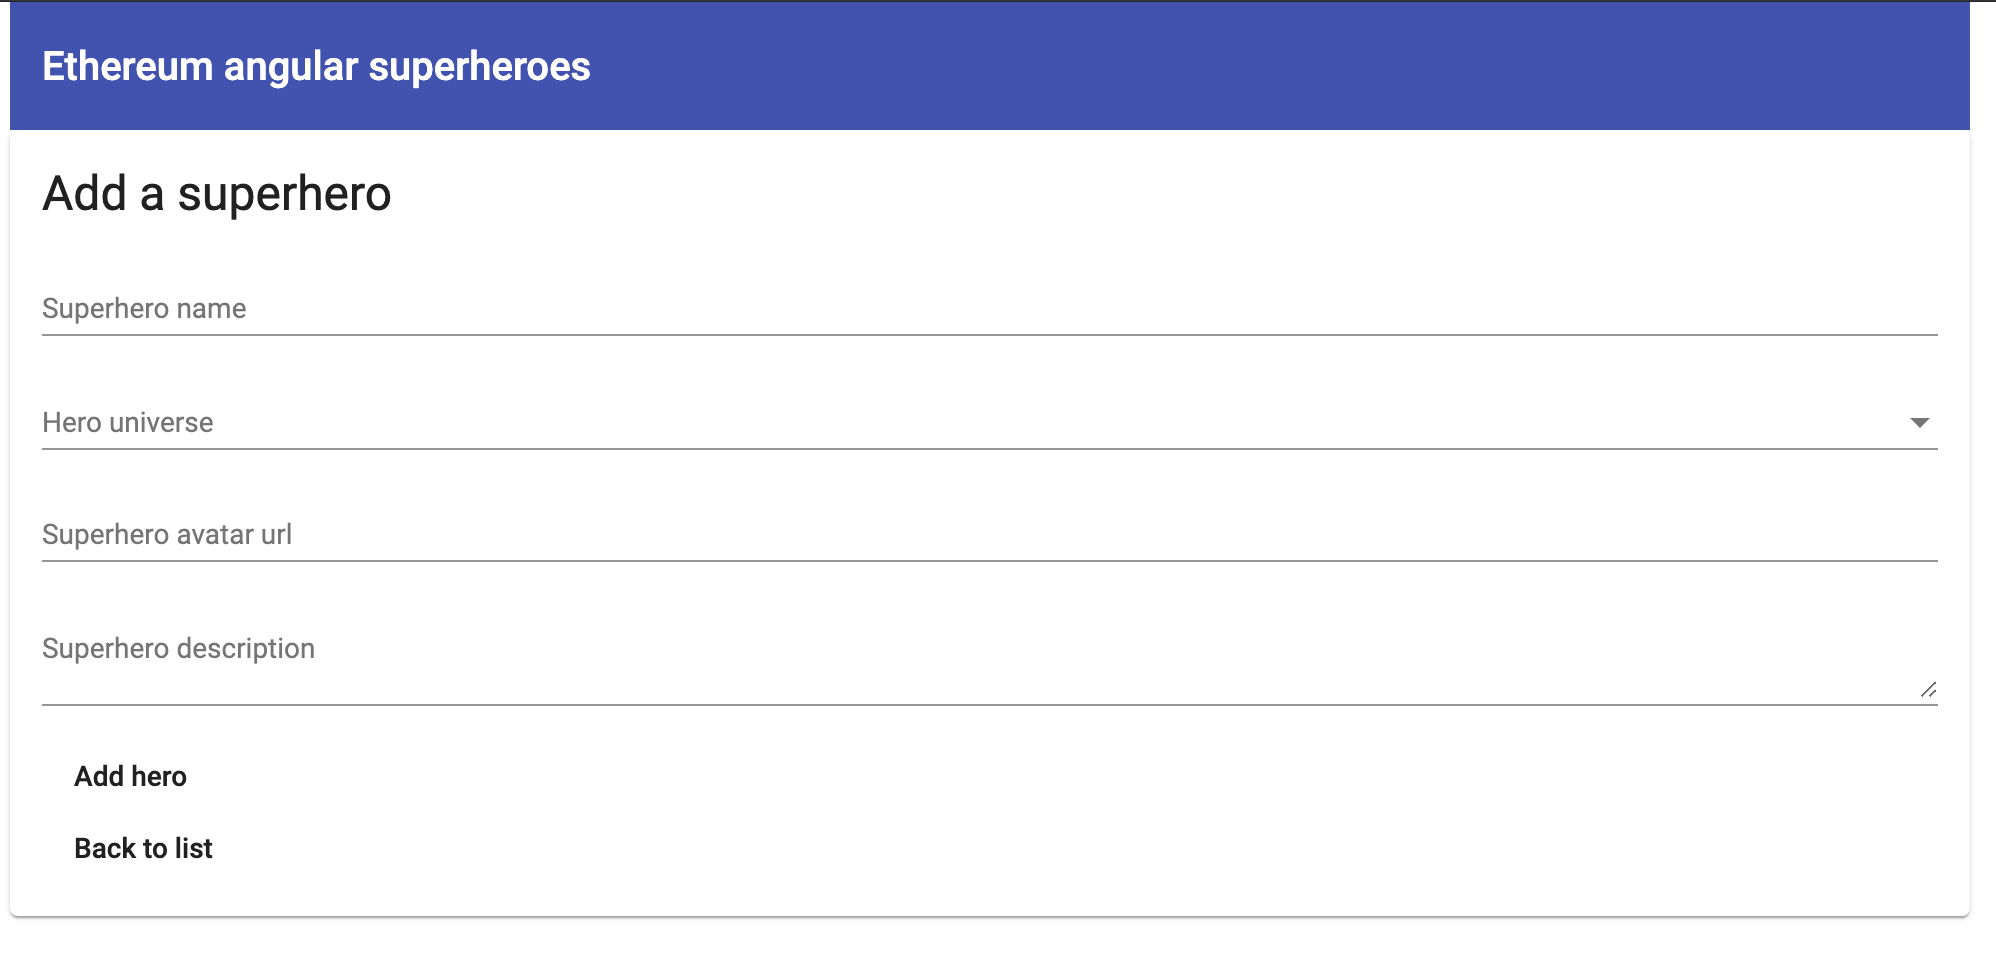 Ethereum angular superheroes
Add a superhero
Superhero name
Hero universe
Superhero avatar url
Superhero description
Add hero
Back to list